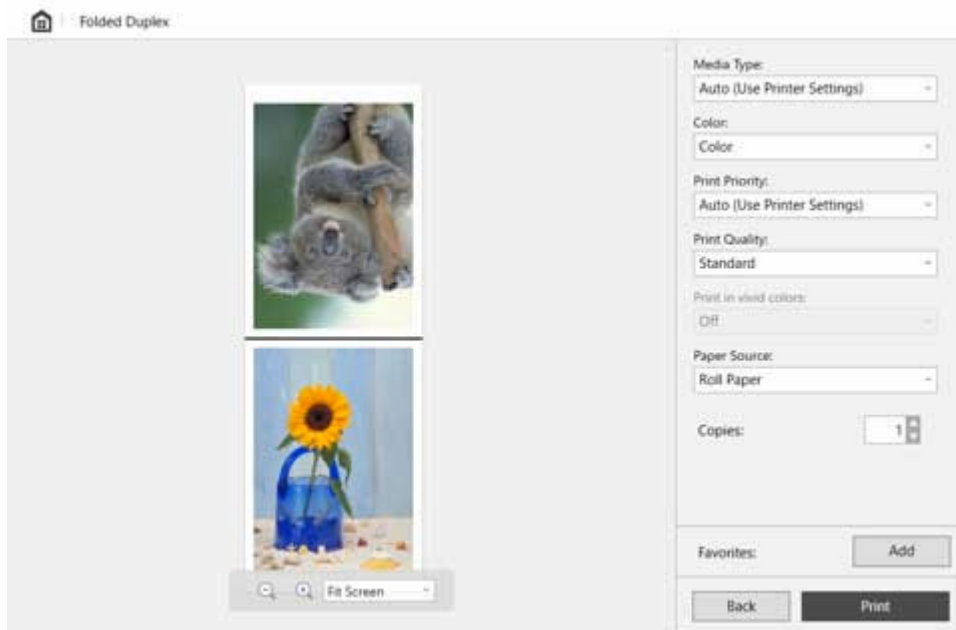 Folded Duplex
Media Type:
Auto (Use Printer Settings)
Color:
Color
Print Priority:
Auto (Use Printer Settings)
Print Quality:
Standard
Print in vivid colors:
Off
Paper Source:
Roll Paper
Copies:
1
Favorites:
Add
Fit Screen
Back
Print